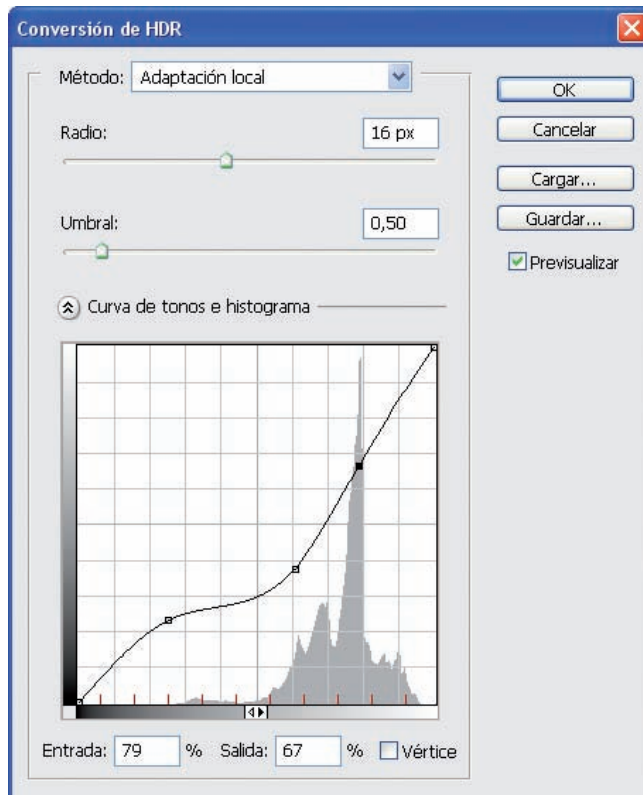 Conversión de HDR
Método: Adaptación local
OK
Radio: 16 px
Cancelar
Cargar...
Umbral: 0,50
Guardar...
Previsualizar
Curva de tonos e histograma
Entrada: 79 % Salida: 67 % Vértice